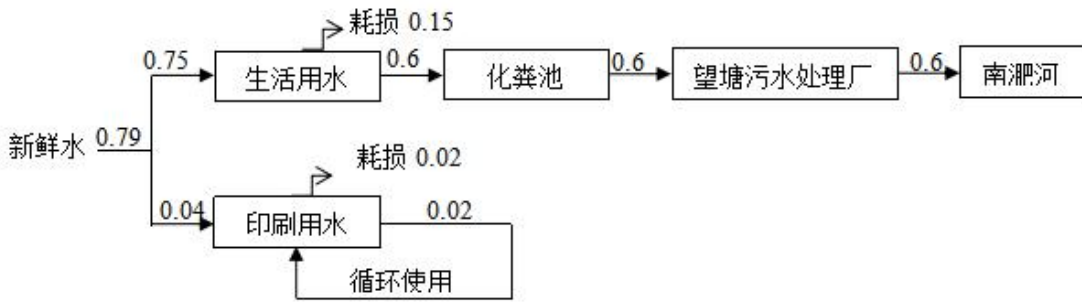 耗损 0.15
0.75
生活用水
0.6
化粪池
0.6
望塘污水处理厂
0.6
南淝河
新鲜水
0.79
耗损 0.02
0.04
印刷用水
0.02
循环使用